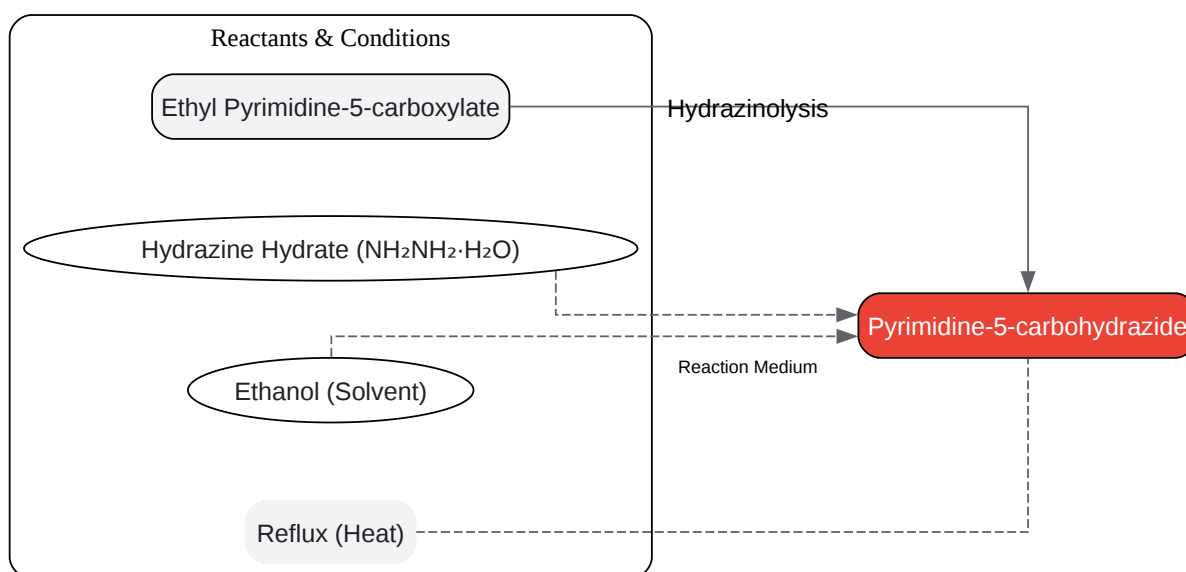 Reactants & Conditions
Ethyl Pyrimidine-5-carboxylate
Hydrazinolysis
Hydrazine Hydrate (NH₂NH₂·H₂O)
Pyrimidine-5-carbohydrazide
Reaction Medium
Ethanol (Solvent)
Reflux (Heat)